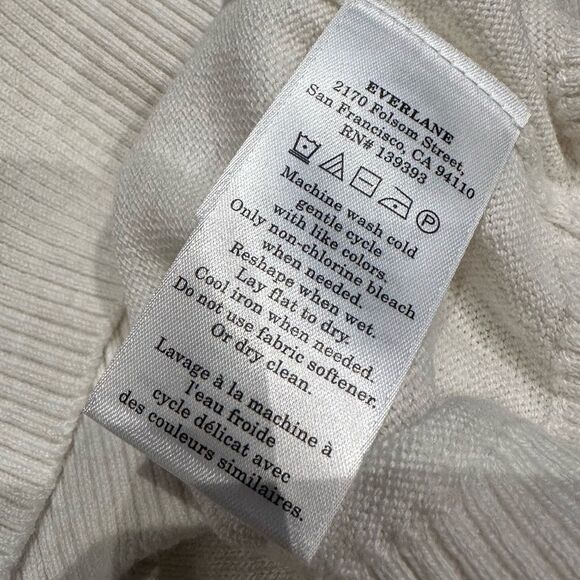 EVERLANE
2170 Folsom Street,
San Francisco, CA 94110
RN# 139393
P
Machine wash cold
gentle cycle
with like colors.
Only non-chlorine bleach
when needed.
Reshape when wet.
Lay flat to dry.
Cool iron when needed.
Do not use fabric softener.
Or dry clean.
Lavage à la machine à
l'eau froide
cycle délicat avec
des couleurs similaires.